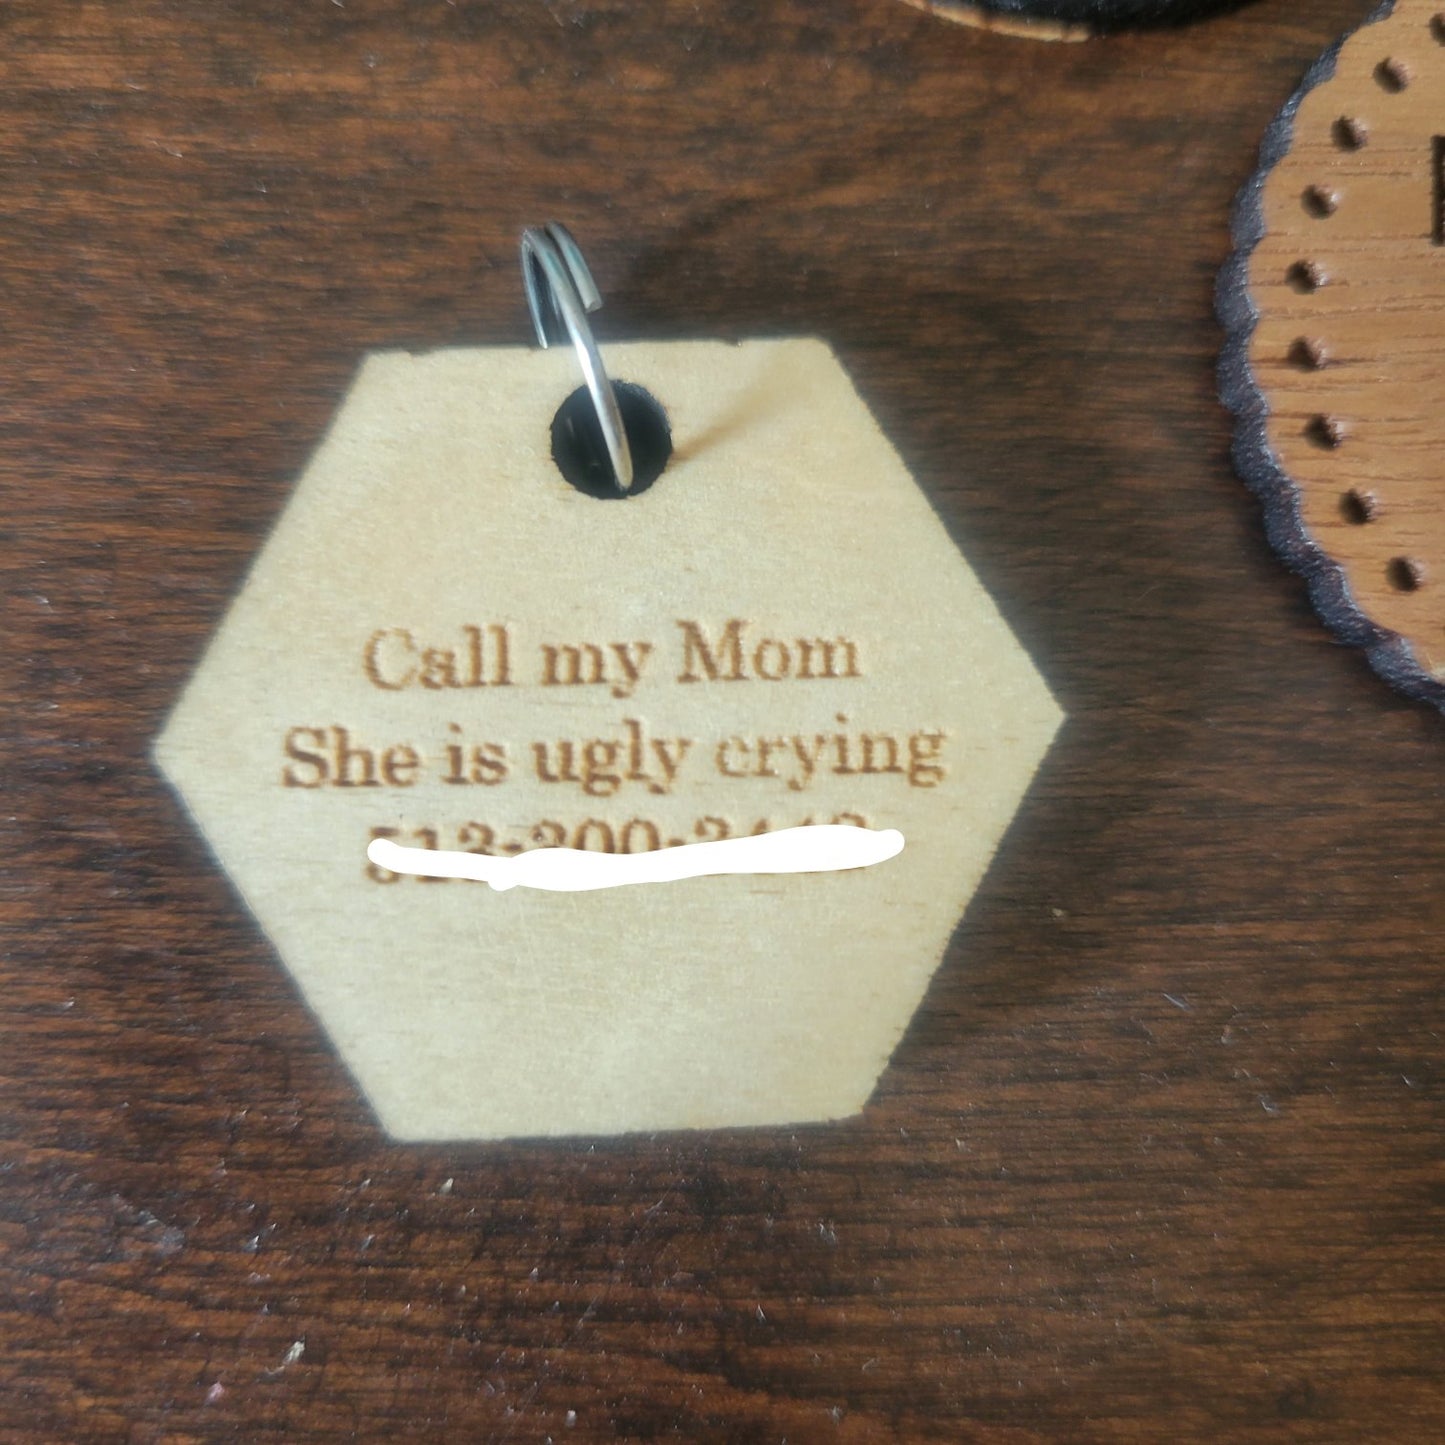 Call my Mom
She is ugly crying